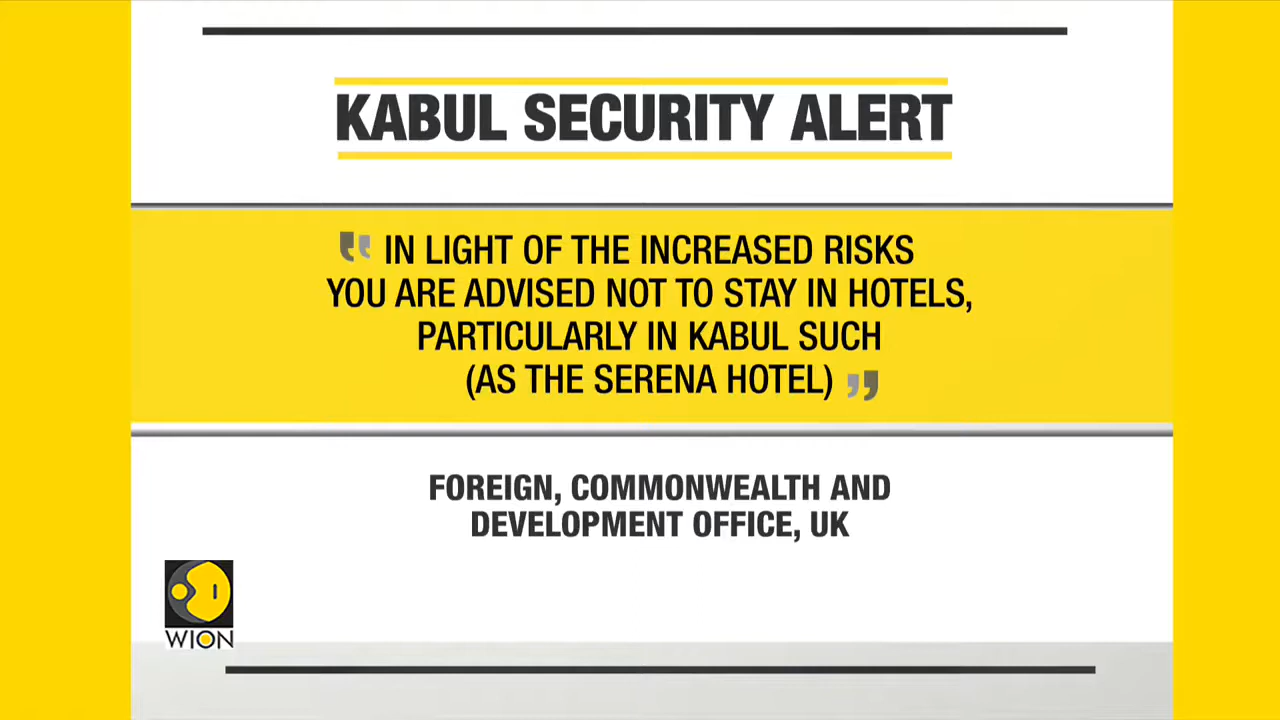 KABUL SECURITY ALERT
" IN LIGHT OF THE INCREASED RISKS
YOU ARE ADVISED NOT TO STAY IN HOTELS,
PARTICULARLY IN KABUL SUCH
(AS THE SERENA HOTEL) "
FOREIGN, COMMONWEALTH AND
DEVELOPMENT OFFICE, UK
WION